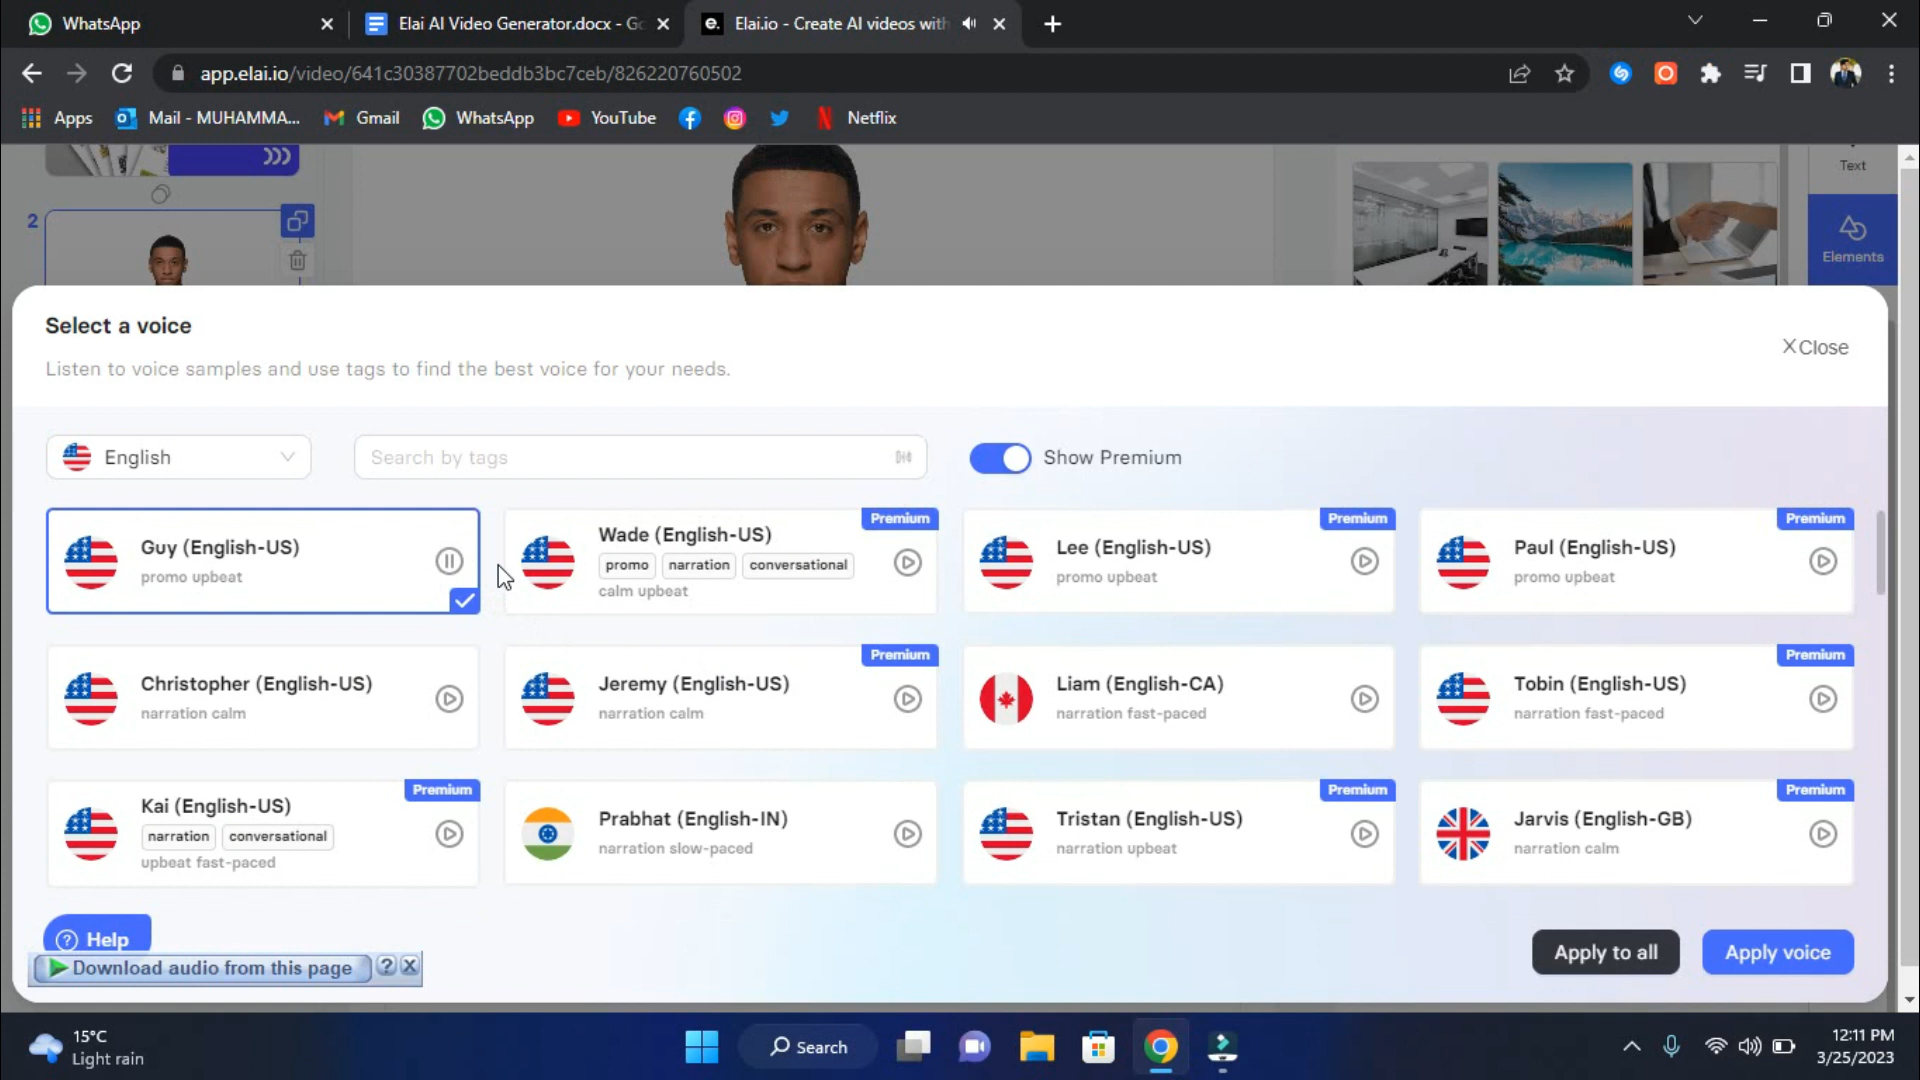 WhatsApp
Elai AI Video Generator.docx - Go
e. Elai.io - Create AI videos with
app.elai.io/video/641c30387702beddb3bc7ceb/826220760502
Apps
Mail - MUHAMMA...
Gmail
WhatsApp
YouTube
Netflix
Text
2
Elements
Select a voice
X Close
Listen to voice samples and use tags to find the best voice for your needs.
English
Search by tags
Show Premium
Guy (English-US)
promo upbeat
Premium
Wade (English-US)
promo narration conversational
calm upbeat
Premium
Lee (English-US)
promo upbeat
Premium
Paul (English-US)
promo upbeat
Christopher (English-US)
narration calm
Premium
Jeremy (English-US)
narration calm
Liam (English-CA)
narration fast-paced
Premium
Tobin (English-US)
narration fast-paced
Premium
Kai (English-US)
narration conversational
upbeat fast-paced
Prabhat (English-IN)
narration slow-paced
Premium
Tristan (English-US)
narration upbeat
Premium
Jarvis (English-GB)
narration calm
? Help
Download audio from this page ? X
Apply to all
Apply voice
15°C
Light rain
Search
12:11 PM
3/25/2023